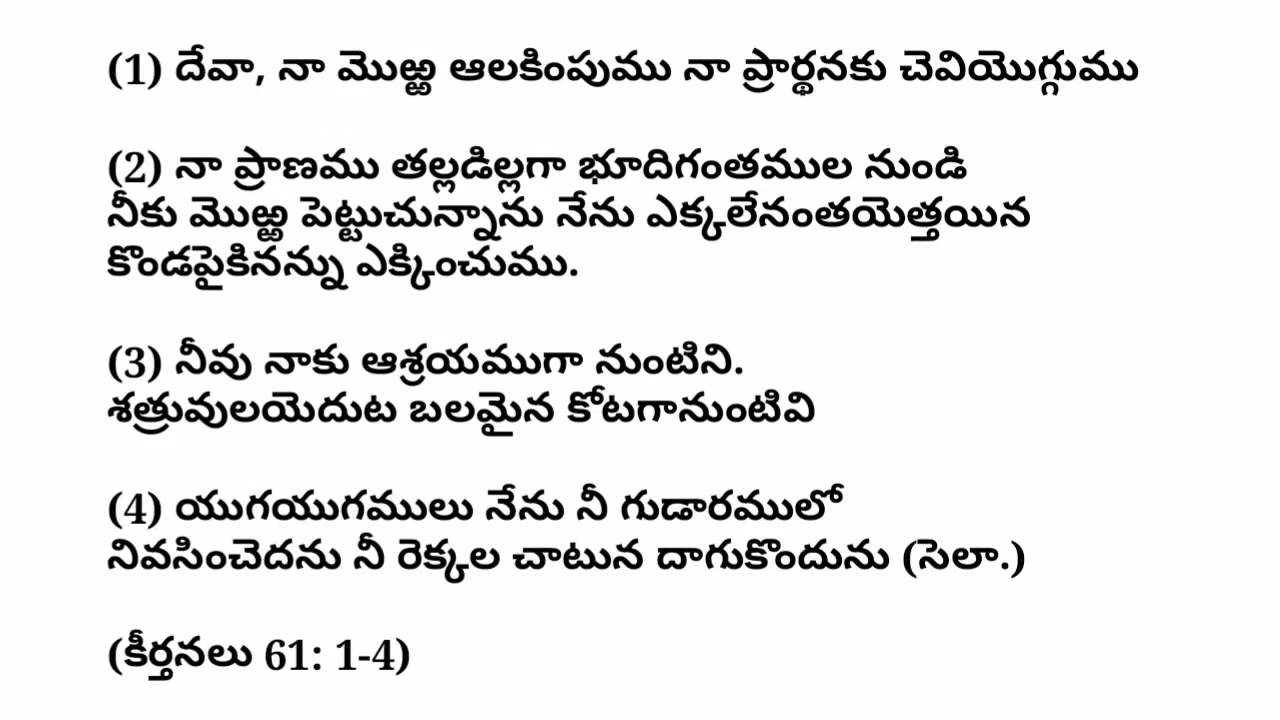 (1) దేవా, నా మొఱ్ఱ ఆలకింపుము నా ప్రార్థనకు చెవియొగ్గుము
(2) నా ప్రాణము తల్లడిల్లగా భూదిగంతముల నుండి
నీకు మొఱ్ఱ పెట్టుచున్నాను నేను ఎక్కలేనంతయెత్తయిన
కొండపైకినన్ను ఎక్కించుము.
(3) నీవు నాకు ఆశ్రయముగా నుంటిని.
శత్రువులయెదుట బలమైన కోటగానుంటివి
(4) యుగయుగములు నేను నీ గుడారములో
నివసించెదను నీ రెక్కల చాటున దాగుకొందును (సెలా.)
(కీర్తనలు 61: 1-4)